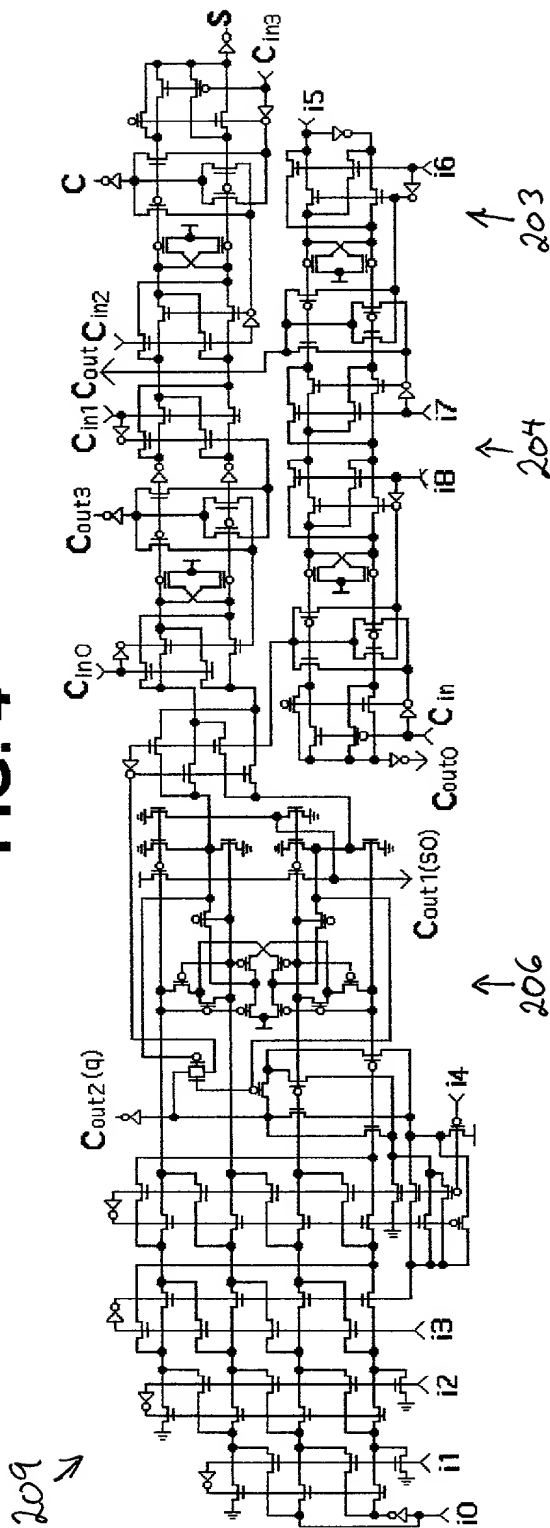 FIG. 4
209
i0
i1
i2
i3
i4
Cout2(q)
Cout1(S0)
206
Cin0
Cout3
Cin1
Cout
Cin2
C
S
Cin3
Cout0
Cin
i8
204
i7
i6
203
i5